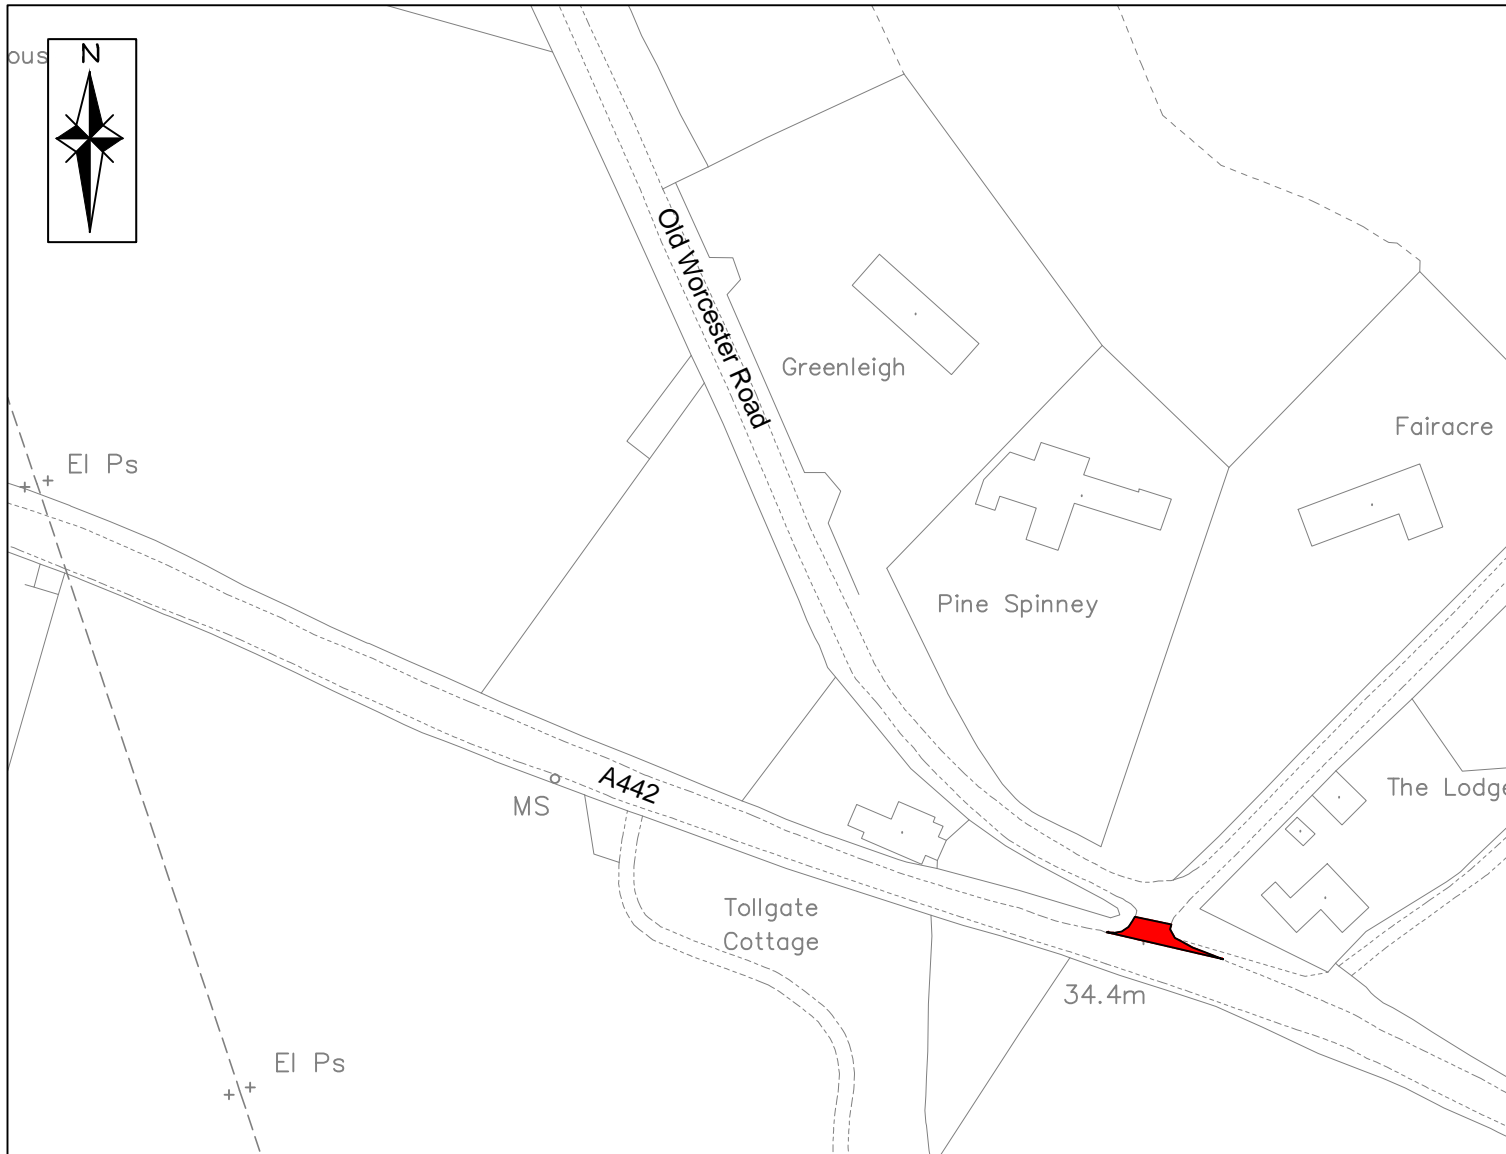 ous
N
Old Worcester Road
Greenleigh
Fairacre
El Ps
Pine Spinney
A442
MS
The Lodge
Tollgate
Cottage
34.4m
El Ps